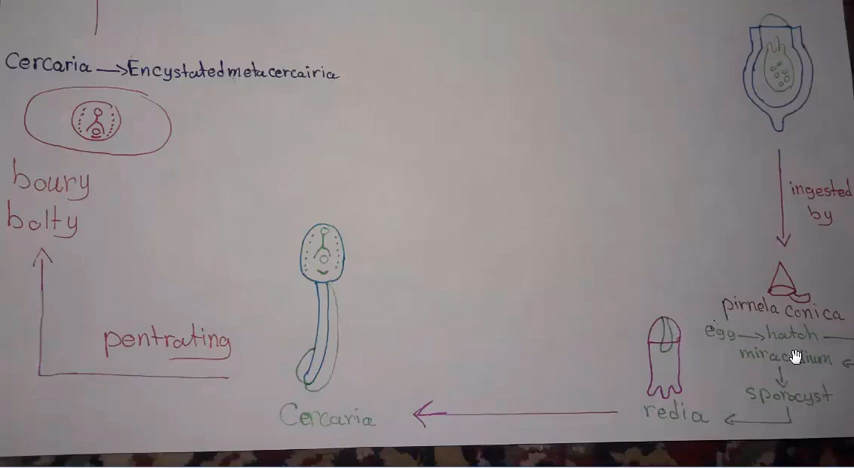 Cercaria → Encystatedmetacercairia
boury
bolty
pentrating
Cercaria
ingested
by
pirnela conica
egg → hatch
miracidium
sporocyst
redia